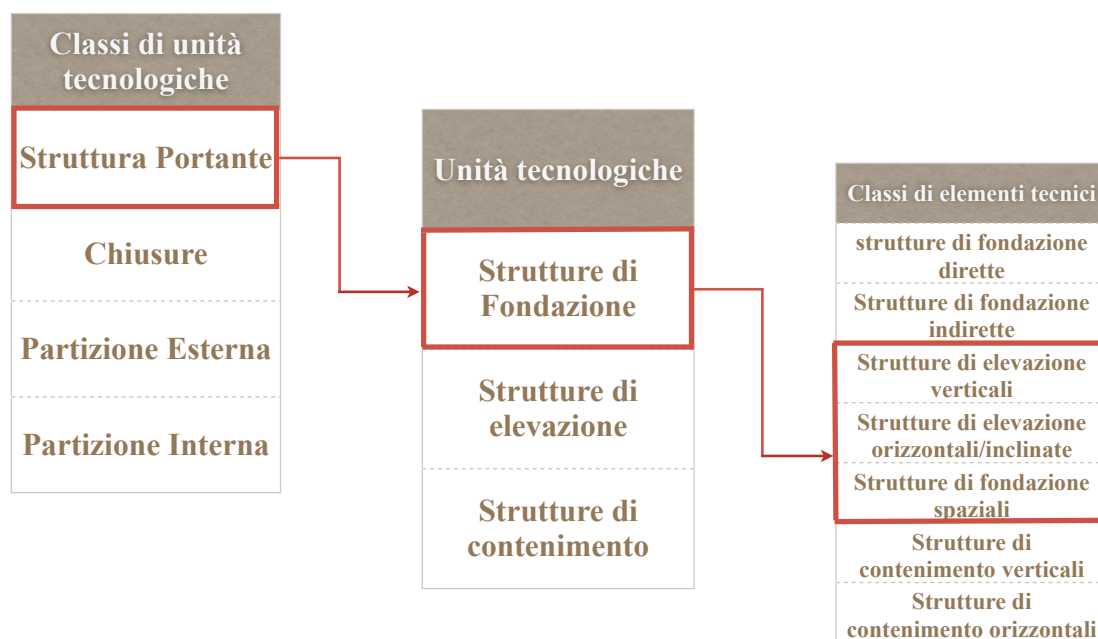 Classi di unità
tecnologiche
Struttura Portante
Chiusure
Partizione Esterna
Partizione Interna
Unità tecnologiche
Strutture di
Fondazione
Strutture di
elevazione
Strutture di
contenimento
Classi di elementi tecnici
strutture di fondazione
dirette
Strutture di fondazione
indirette
Strutture di elevazione
verticali
Strutture di elevazione
orizzontali/inclinate
Strutture di fondazione
spaziali
Strutture di
contenimento verticali
Strutture di
contenimento orizzontali